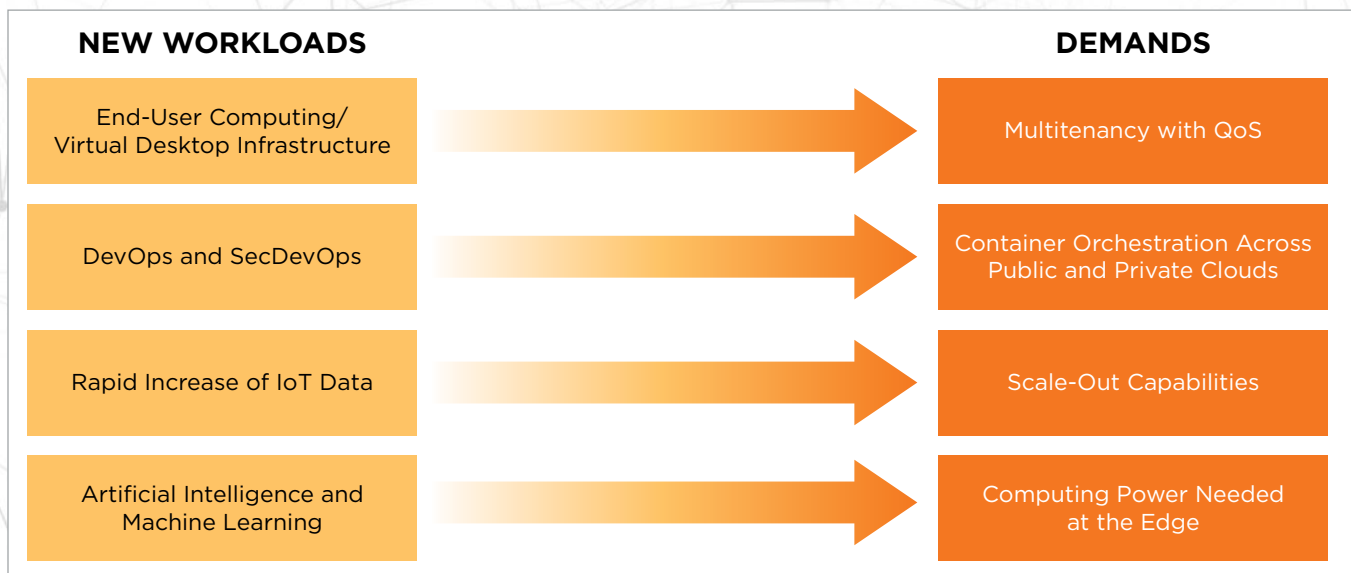 NEW WORKLOADS
DEMANDS
End-User Computing/
Virtual Desktop Infrastructure
Multitenancy with QoS
DevOps and SecDevOps
Container Orchestration Across
Public and Private Clouds
Rapid Increase of IoT Data
Scale-Out Capabilities
Artificial Intelligence and
Machine Learning
Computing Power Needed
at the Edge